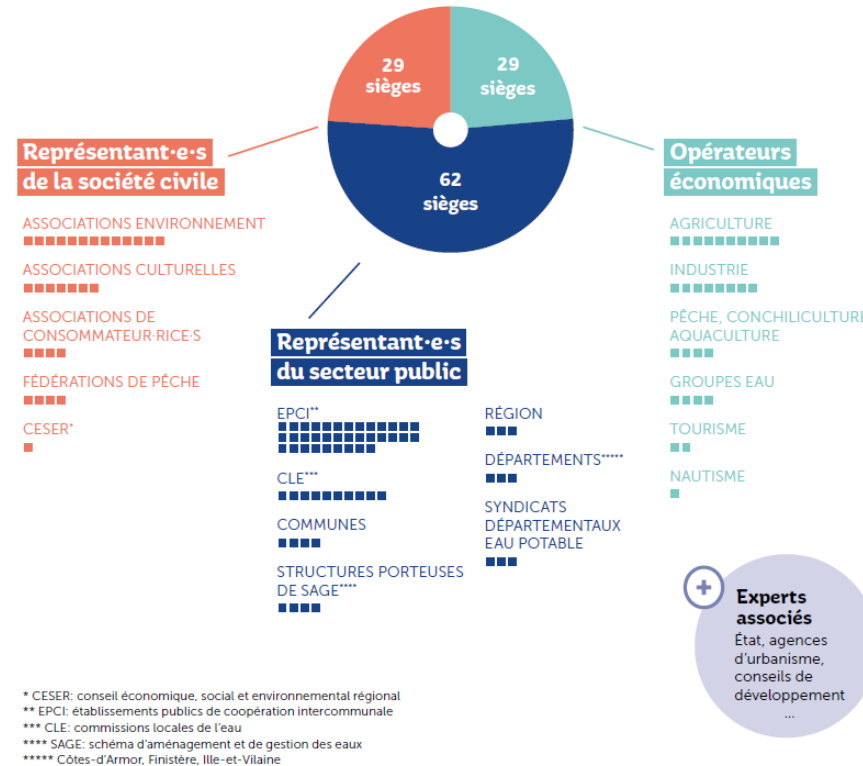 29
sièges
29
sièges
62
sièges
Représentant·e·s
de la société civile
ASSOCIATIONS ENVIRONNEMENT
ASSOCIATIONS CULTURELLES
ASSOCIATIONS DE
CONSOMMATEUR·RICE·S
FÉDÉRATIONS DE PÊCHE
CESER*
Représentant·e·s
du secteur public
EPCI**
CLE***
COMMUNES
STRUCTURES PORTEUSES
DE SAGE****
RÉGION
DÉPARTEMENTS*****
SYNDICATS
DÉPARTEMENTAUX
EAU POTABLE
Opérateurs
économiques
AGRICULTURE
INDUSTRIE
PÊCHE, CONCHILICULTURE
AQUACULTURE
GROUPES EAU
TOURISME
NAUTISME
+
Experts
associés
État, agences
d'urbanisme,
conseils de
développement
...
* CESER: conseil économique, social et environnemental régional
** EPCI: établissements publics de coopération intercommunale
*** CLE: commissions locales de l'eau
**** SAGE: schéma d'aménagement et de gestion des eaux
***** Côtes-d'Armor, Finistère, Ille-et-Vilaine